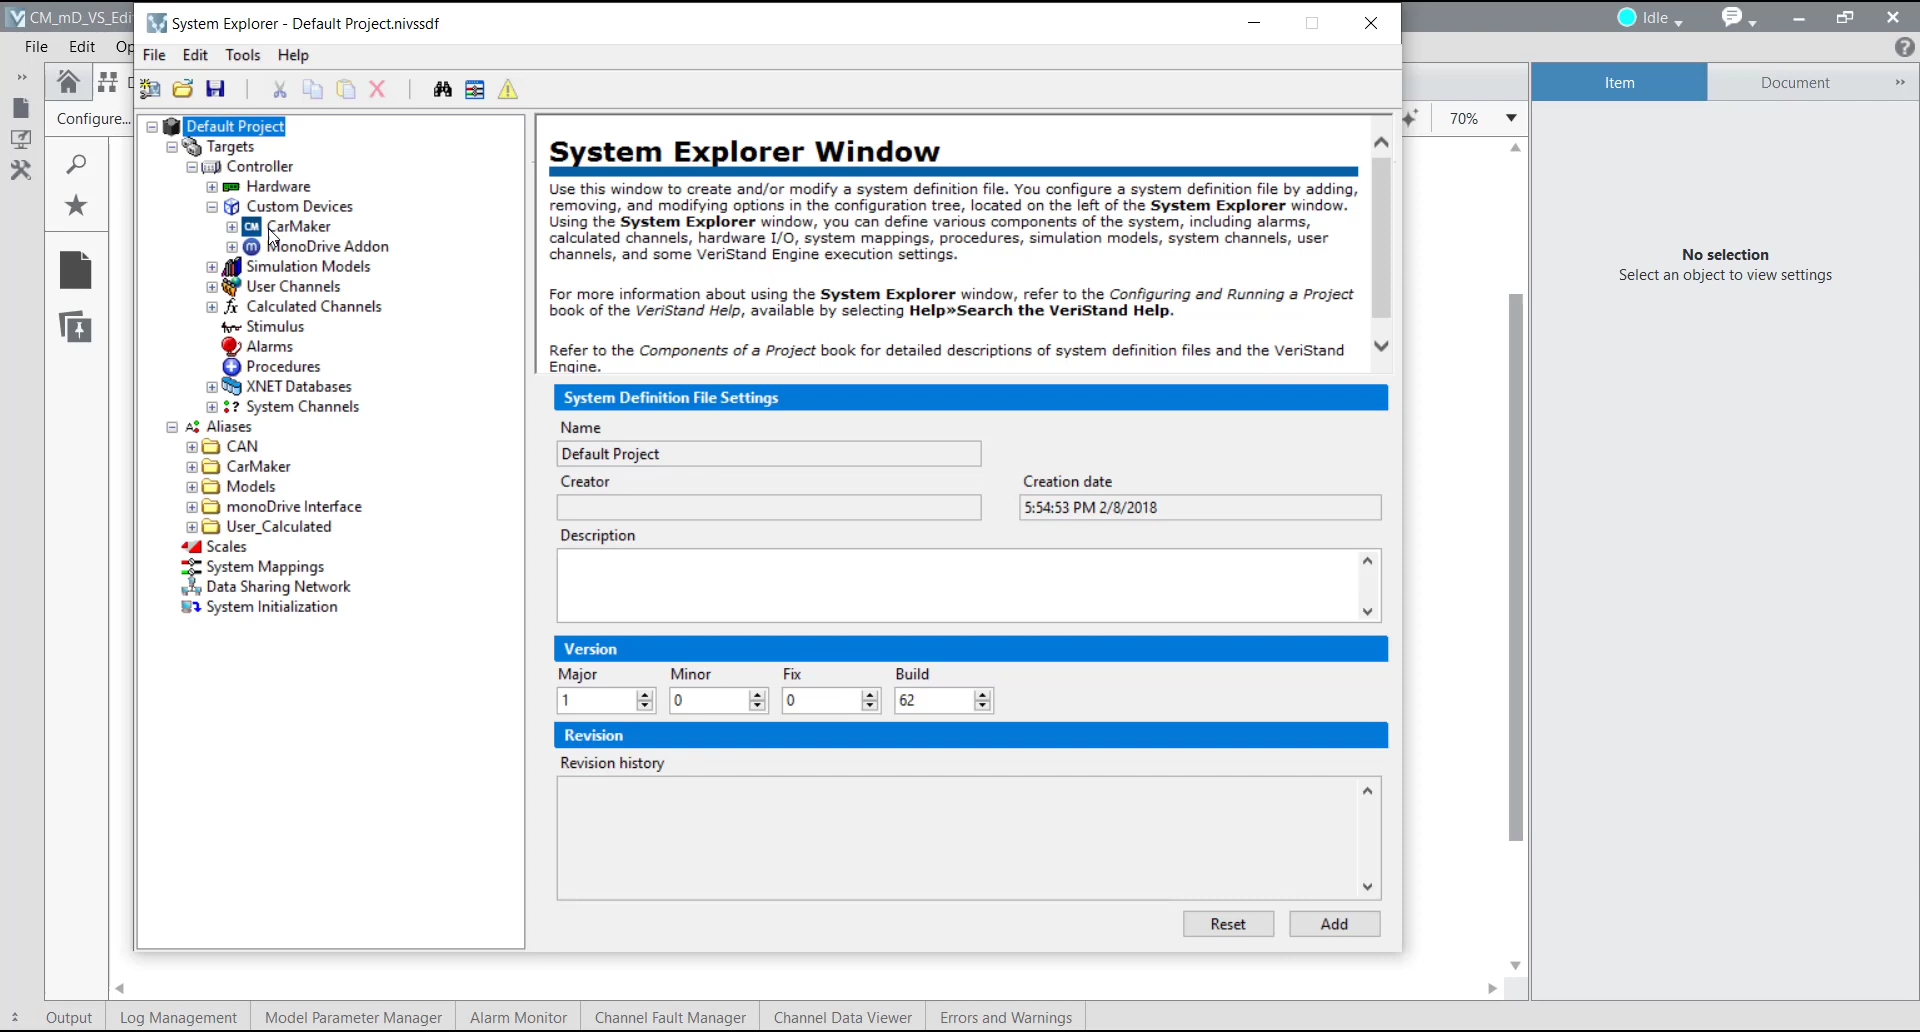 CM_mD_VS_Edi
System Explorer - Default Project.nivssdf
Idle
File Edit Op
File Edit Tools Help
Item Document
Configure...
70%
Default Project
Targets
Controller
Hardware
Custom Devices
CM CarMaker
m MonoDrive Addon
Simulation Models
User Channels
fx Calculated Channels
Stimulus
Alarms
Procedures
XNET Databases
System Channels
Aliases
CAN
CarMaker
Models
monoDrive Interface
User_Calculated
Scales
System Mappings
Data Sharing Network
System Initialization
System Explorer Window
Use this window to create and/or modify a system definition file. You configure a system definition file by adding,
removing, and modifying options in the configuration tree, located on the left of the System Explorer window.
Using the System Explorer window, you can define various components of the system, including alarms,
calculated channels, hardware I/O, system mappings, procedures, simulation models, system channels, user
channels, and some VeriStand Engine execution settings.
For more information about using the System Explorer window, refer to the Configuring and Running a Project
book of the VeriStand Help, available by selecting Help»Search the VeriStand Help.
Refer to the Components of a Project book for detailed descriptions of system definition files and the VeriStand
Engine.
System Definition File Settings
Name
Default Project
Creator Creation date
5:54:53 PM 2/8/2018
Description
Version
Major Minor Fix Build
1 0 0 62
Revision
Revision history
Reset Add
No selection
Select an object to view settings
Output Log Management Model Parameter Manager Alarm Monitor Channel Fault Manager Channel Data Viewer Errors and Warnings